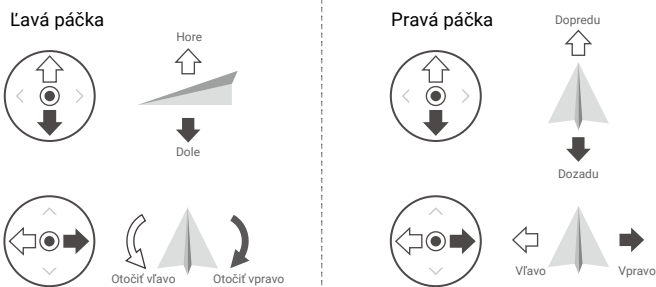 Ľavá páčka
Hore
Dole
Otočiť vľavo
Otočiť vpravo
Pravá páčka
Dopredu
Dozadu
Vľavo
Vpravo